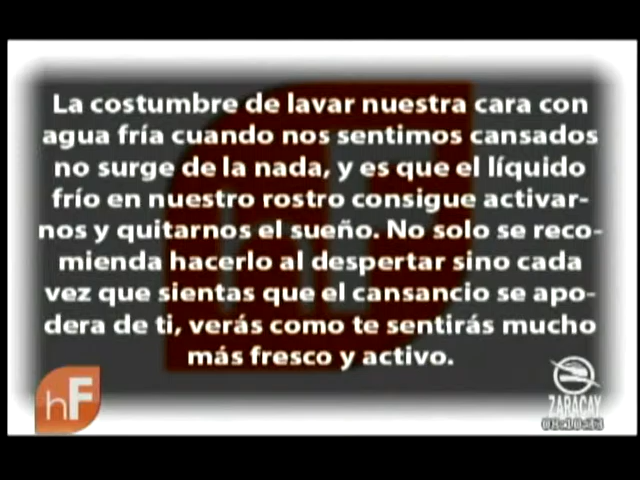 La costumbre de lavar nuestra cara con
agua fría cuando nos sentimos cansados
no surge de la nada, y es que el líquido
frío en nuestro rostro consigue activar-
nos y quitarnos el sueño. No solo se reco-
mienda hacerlo al despertar sino cada
vez que sientas que el cansancio se apo-
dera de ti, verás como te sentirás mucho
más fresco y activo.
hF
ZARACAY